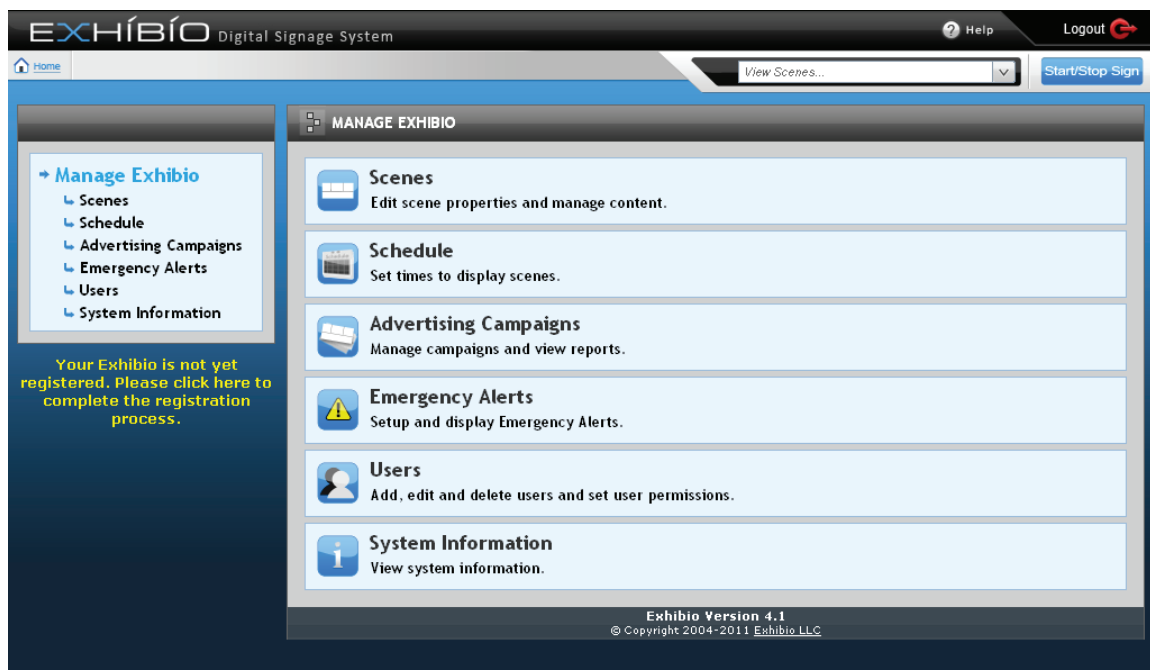 EXHÍBÍO Digital Signage System
Help
Logout
Home
View Scenes...
Start/Stop Sign
Manage Exhibio
Scenes
Schedule
Advertising Campaigns
Emergency Alerts
Users
System Information
Your Exhibio is not yet
registered. Please click here to
complete the registration
process.
MANAGE EXHIBIO
Scenes
Edit scene properties and manage content.
Schedule
Set times to display scenes.
Advertising Campaigns
Manage campaigns and view reports.
Emergency Alerts
Setup and display Emergency Alerts.
Users
Add, edit and delete users and set user permissions.
System Information
View system information.
Exhibio Version 4.1
© Copyright 2004-2011 Exhibio LLC